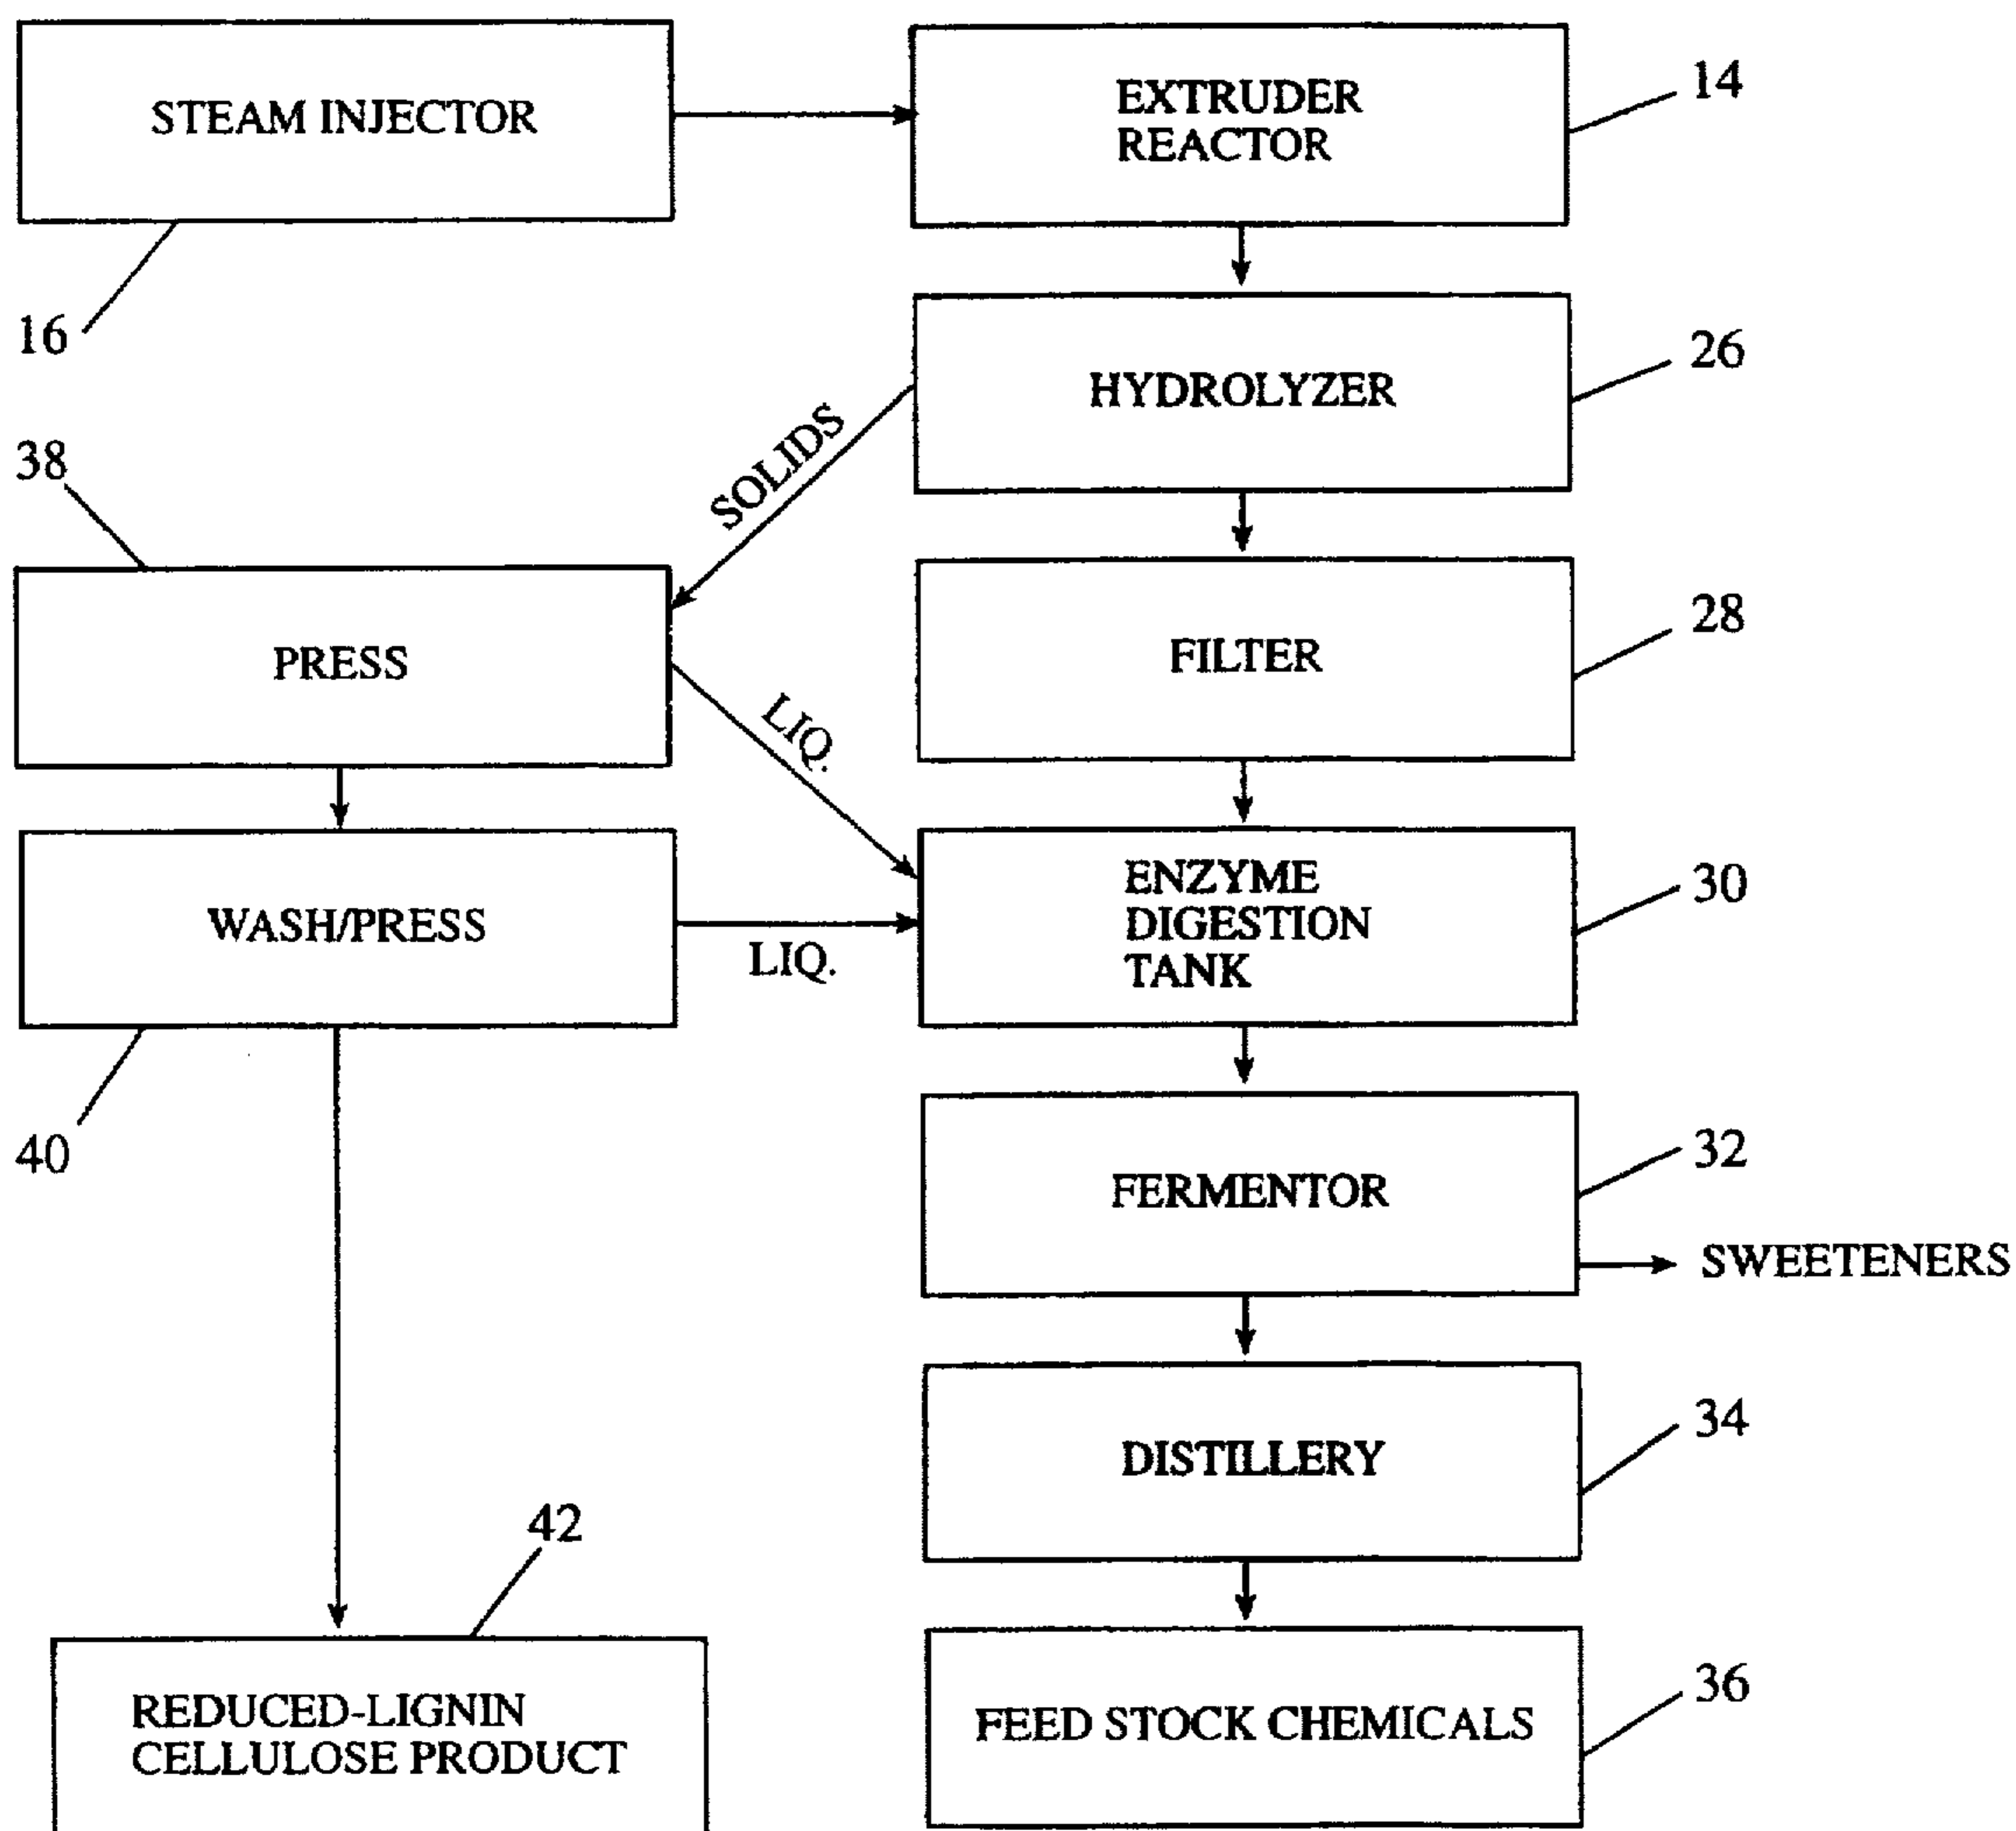 STEAM INJECTOR
EXTRUDER
REACTOR
14
16
HYDROLYZER
26
SOLIDS
38
PRESS
FILTER
28
LIQ.
WASH/PRESS
LIQ.
ENZYME
DIGESTION
TANK
30
40
FERMENTOR
32
SWEETENERS
DISTILLERY
34
42
REDUCED-LIGNIN
CELLULOSE PRODUCT
FEED STOCK CHEMICALS
36